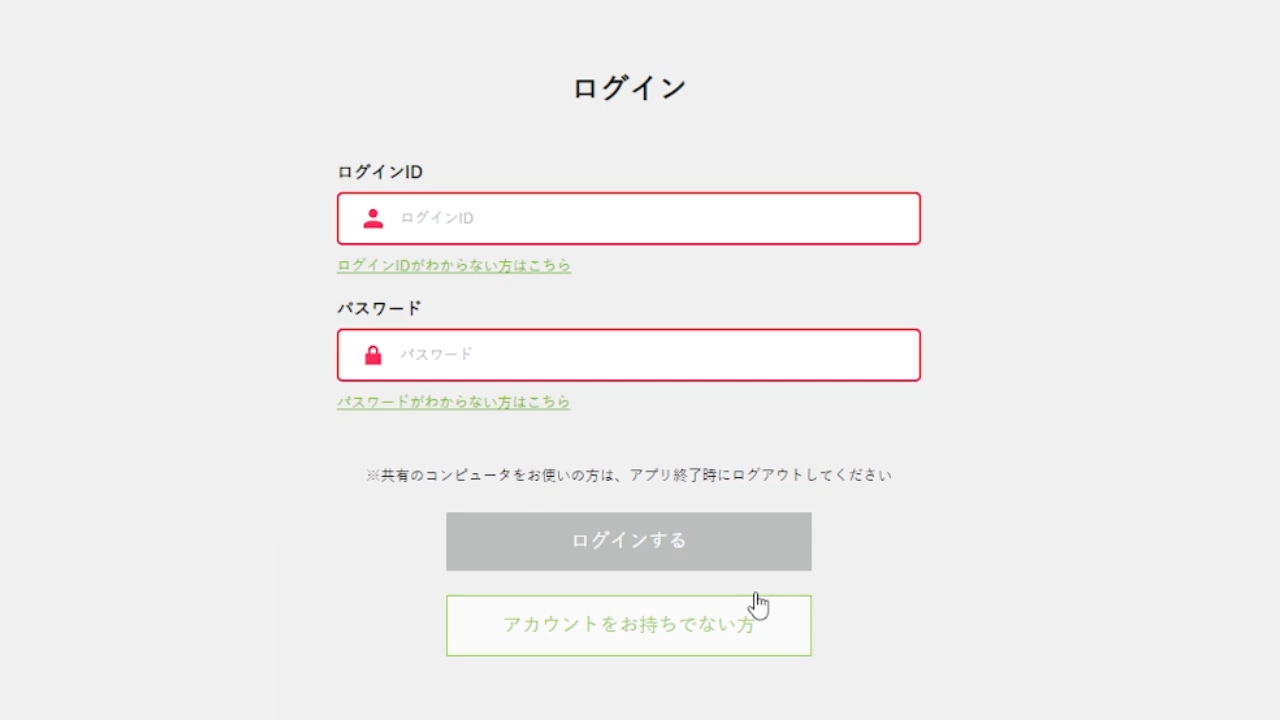 ログイン
ログインID
ログインID
ログインIDがわからない方はこちら
パスワード
パスワード
パスワードがわからない方はこちら
※共有のコンピュータをお使いの方は、アプリ終了時にログアウトしてください
ログインする
アカウントをお持ちでない方